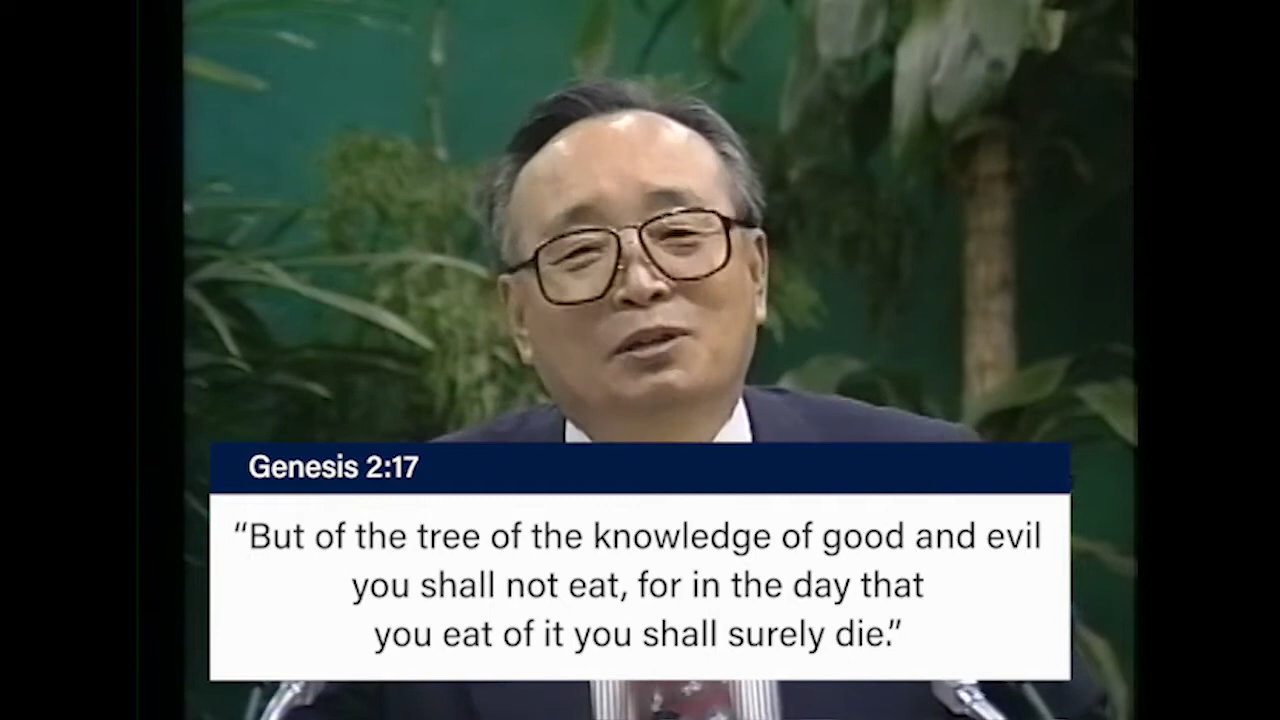 Genesis 2:17
“But of the tree of the knowledge of good and evil
you shall not eat, for in the day that
you eat of it you shall surely die.”